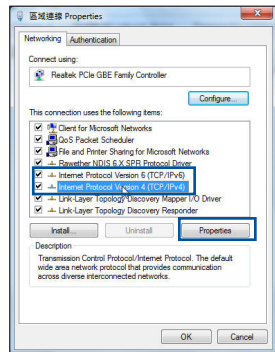 區域連線 Properties
Networking Authentication
Connect using:
Realtek PCIe GBE Family Controller
Configure...
This connection uses the following items:
Client for Microsoft Networks
QoS Packet Scheduler
File and Printer Sharing for Microsoft Networks
Rawether NDIS 6.X SPR Protocol Driver
Internet Protocol Version 6 (TCP/IPv6)
Internet Protocol Version 4 (TCP/IPv4)
Link-Layer Topology Discovery Mapper I/O Driver
Link-Layer Topology Discovery Responder
Install... Uninstall Properties
Description
Transmission Control Protocol/Internet Protocol. The default
wide area network protocol that provides communication
across diverse interconnected networks.
OK Cancel